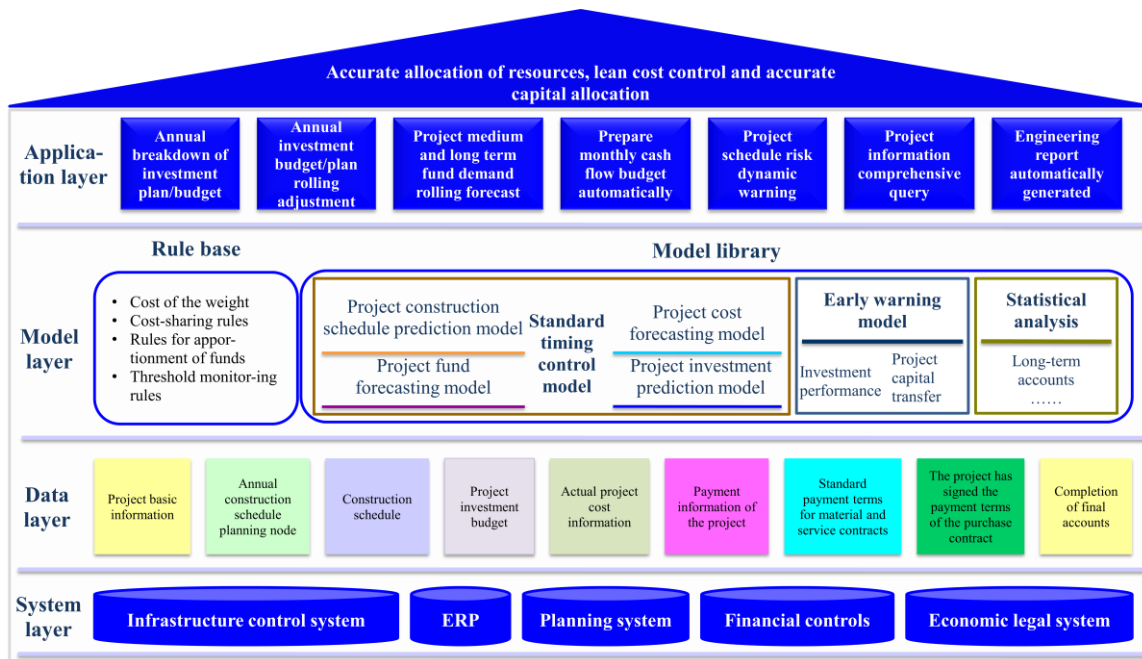 Accurate allocation of resources, lean cost control and accurate
capital allocation
Applica-
tion layer
Annual
breakdown of
investment
plan/budget
Annual
investment
budget/plan
rolling
adjustment
Project medium
and long term
fund demand
rolling forecast
Prepare
monthly cash
flow budget
automatically
Project
schedule risk
dynamic
warning
Project
information
comprehensive
query
Engineering
report
automatically
generated
Model
layer
Rule base
• Cost of the weight
• Cost-sharing rules
• Rules for appor-
tionment of funds
• Threshold monitor-ing
rules
Model library
Project construction
schedule prediction model
Project fund
forecasting model
Standard
timing
control
model
Project cost
forecasting model
Project investment
prediction model
Early warning
model
Investment
performance
Project
capital
transfer
Statistical
analysis
Long-term
accounts
……
Data
layer
Project basic
information
Annual
construction
schedule
planning node
Construction
schedule
Project
investment
budget
Actual project
cost
information
Payment
information of
the project
Standard
payment terms
for material and
service contracts
The project has
signed the
payment terms
of the purchase
contract
Completion
of final
accounts
System
layer
Infrastructure control system
ERP
Planning system
Financial controls
Economic legal system